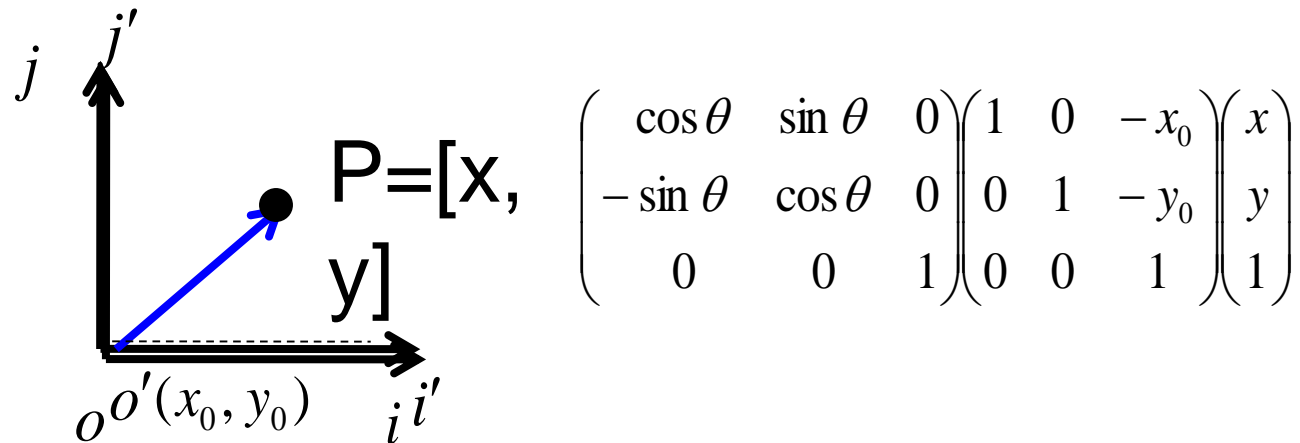 j j′
P=[x,
y]
o o′(x₀, y₀) i i′
cos θ sin θ 0 1 0 − x₀ x
− sin θ cos θ 0 0 1 − y₀ y
0 0 1 0 0 1 1